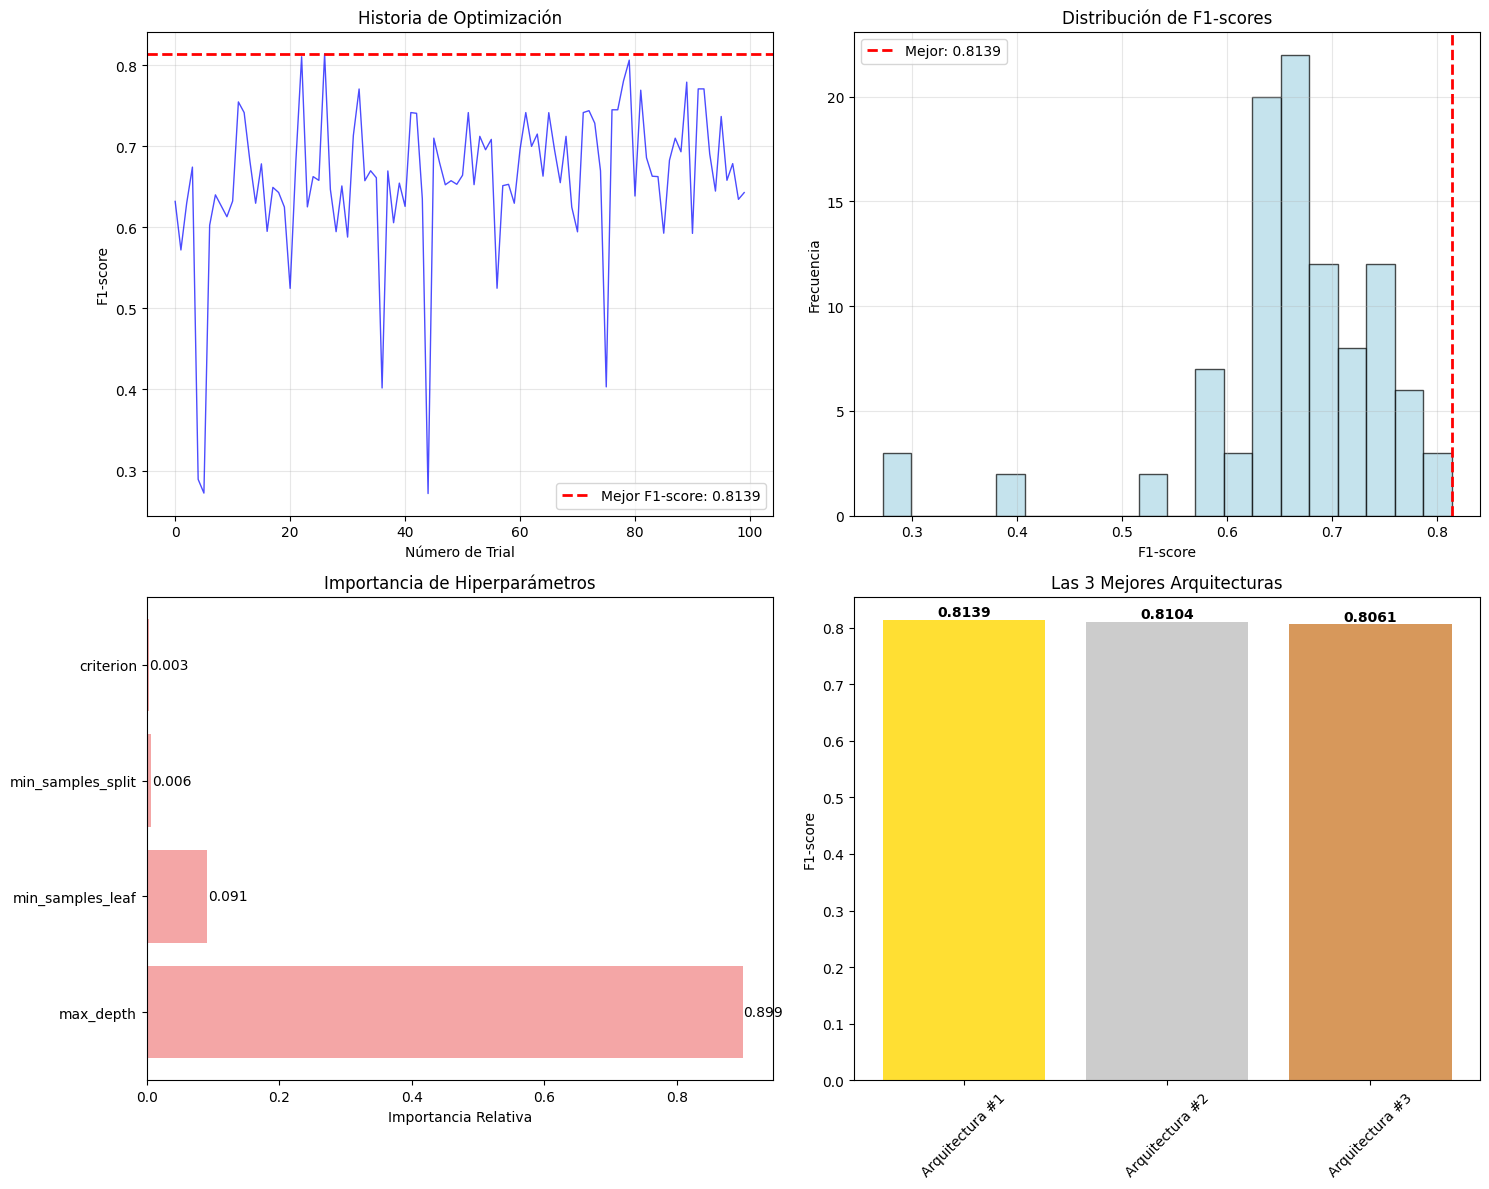 Historia de Optimización
F1-score
0.8
0.7
0.6
0.5
0.4
0.3
Mejor F1-score: 0.8139
0 20 40 60 80 100
Número de Trial
Distribución de F1-scores
Mejor: 0.8139
Frecuencia
20
15
10
5
0
0.3 0.4 0.5 0.6 0.7 0.8
F1-score
Importancia de Hiperparámetros
criterion 0.003
min_samples_split 0.006
min_samples_leaf 0.091
max_depth 0.899
0.0 0.2 0.4 0.6 0.8
Importancia Relativa
Las 3 Mejores Arquitecturas
0.8139 0.8104 0.8061
F1-score
0.8
0.7
0.6
0.5
0.4
0.3
0.2
0.1
0.0
Arquitectura #1
Arquitectura #2
Arquitectura #3